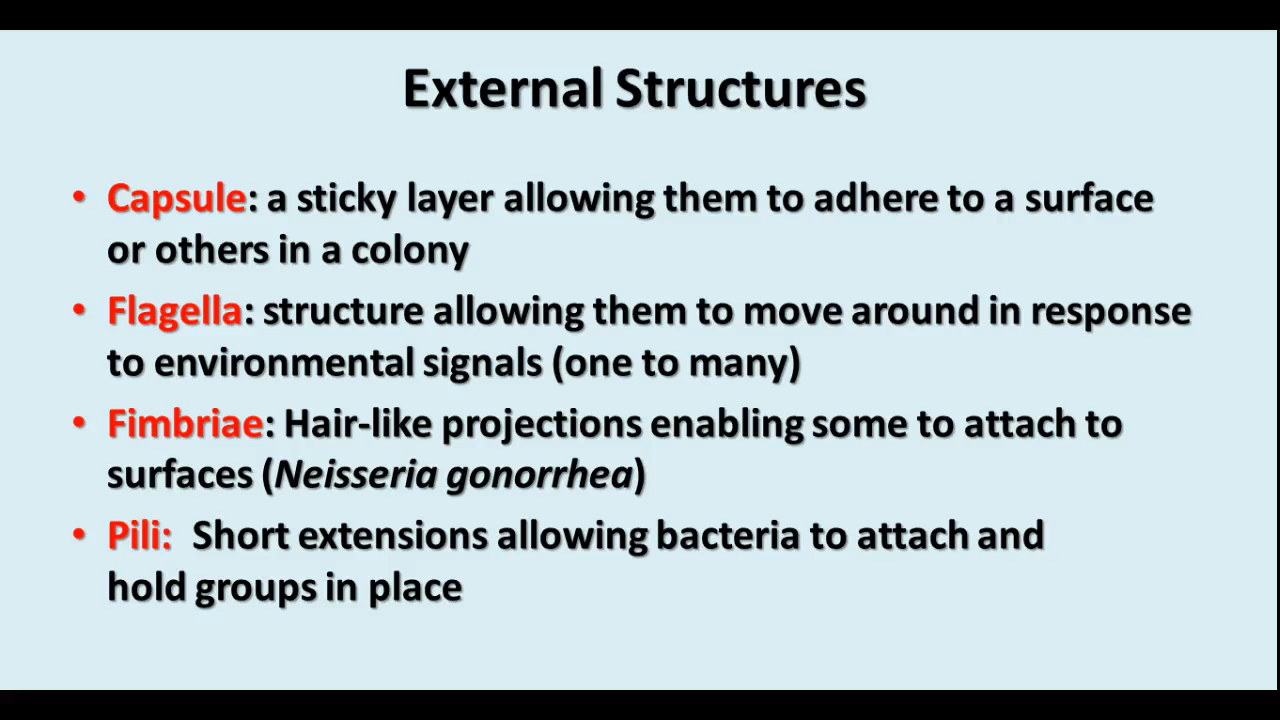 External Structures
• Capsule: a sticky layer allowing them to adhere to a surface
or others in a colony
• Flagella: structure allowing them to move around in response
to environmental signals (one to many)
• Fimbriae: Hair-like projections enabling some to attach to
surfaces (Neisseria gonorrhea)
• Pili: Short extensions allowing bacteria to attach and
hold groups in place